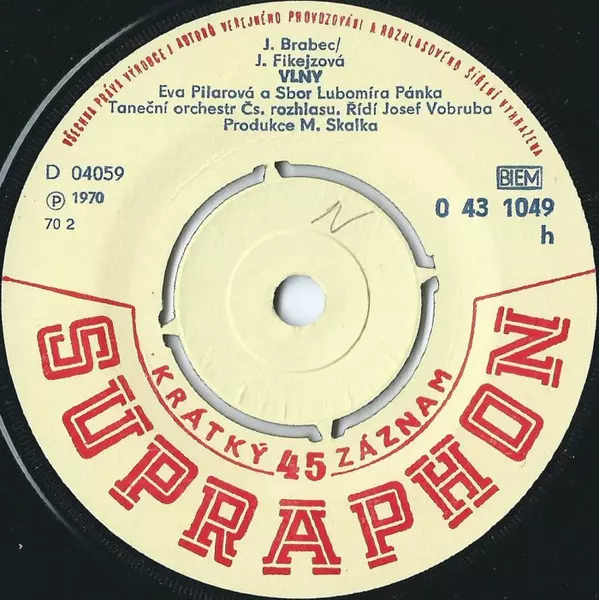 VŠECHNA PRÁVA VÝROBCE I AUTORŮ VEŘEJNÉHO PROVOZOVÁNÍ A ROZHLASOVÉHO ŠÍŘENÍ VYHRAŽENA
J. Brabec/
J. Fikejzová
VLNY
Eva Pilarová a Sbor Lubomíra Pánka
Taneční orchestr Čs. rozhlasu. Řídí Josef Vobruba
Produkce M. Skalka
D 04059
Ⓟ 1970
70 2
BIEM
0 43 1049
h
N
KRÁTKÝ 45 ZÁZNAM
SUPRAPHON